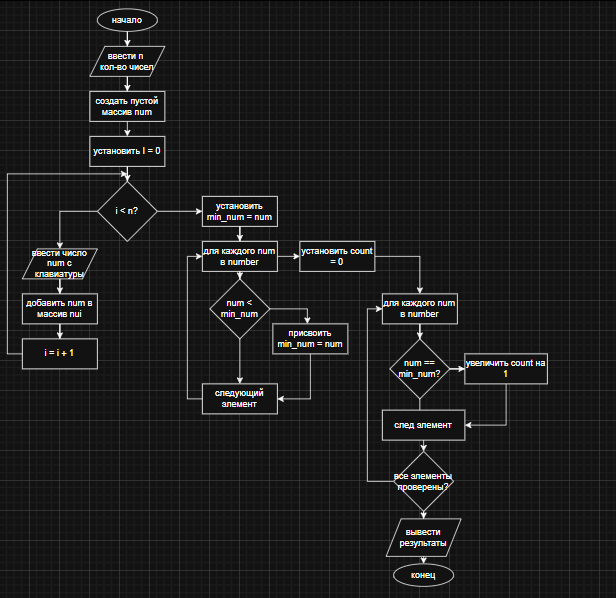 начало
ввести n
кол-во чисел
создать пустой
массив num
установить I = 0
i < n?
ввести число
num с
клавиатуры
добавить num в
массив nui
i = i + 1
установить
min_num = num
для каждого num
в number
num <
min_num
присвоить
min_num = num
следующий
элемент
установить count
= 0
для каждого num
в number
num ==
min_num?
увеличить count на
1
след элемент
все элементы
проверены?
вывести
результаты
конец